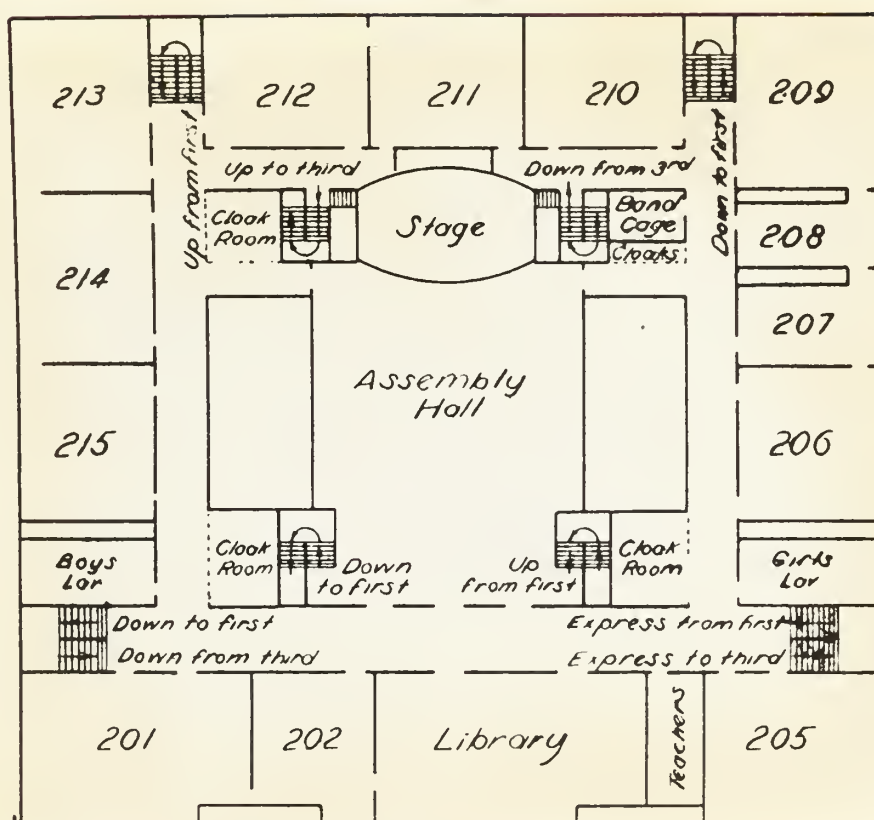 213
212
211
210
209
Up from first
Up to third
Down from 3rd
Down to first
Cloak
Room
Stage
Band
Cage
Cloaks
208
214
207
Assembly
Hall
215
206
Boys
Lav
Cloak
Room
Down
to first
Up
from first
Cloak
Room
Girls
Lav
Down to first
Down from third
Express from first
Express to third
201
202
Library
Teachers
205